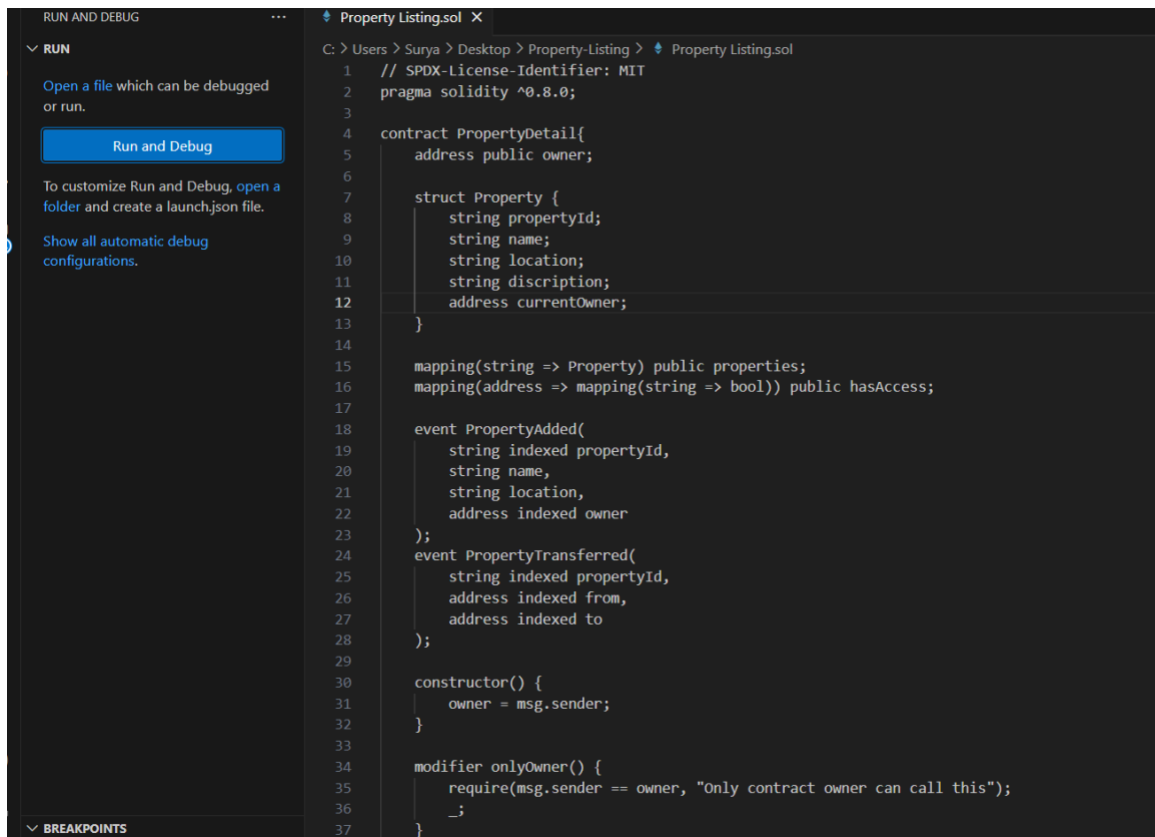 RUN AND DEBUG ...
RUN
Open a file which can be debugged
or run.
Run and Debug
To customize Run and Debug, open a
folder and create a launch.json file.
Show all automatic debug
configurations.
BREAKPOINTS
Property Listing.sol
C: > Users > Surya > Desktop > Property-Listing > Property Listing.sol
1 // SPDX-License-Identifier: MIT
2 pragma solidity ^0.8.0;
3
4 contract PropertyDetail{
5 address public owner;
6
7 struct Property {
8 string propertyId;
9 string name;
10 string location;
11 string discription;
12 address currentOwner;
13 }
14
15 mapping(string => Property) public properties;
16 mapping(address => mapping(string => bool)) public hasAccess;
17
18 event PropertyAdded(
19 string indexed propertyId,
20 string name,
21 string location,
22 address indexed owner
23 );
24 event PropertyTransferred(
25 string indexed propertyId,
26 address indexed from,
27 address indexed to
28 );
29
30 constructor() {
31 owner = msg.sender;
32 }
33
34 modifier onlyOwner() {
35 require(msg.sender == owner, "Only contract owner can call this");
36 _;
37 }